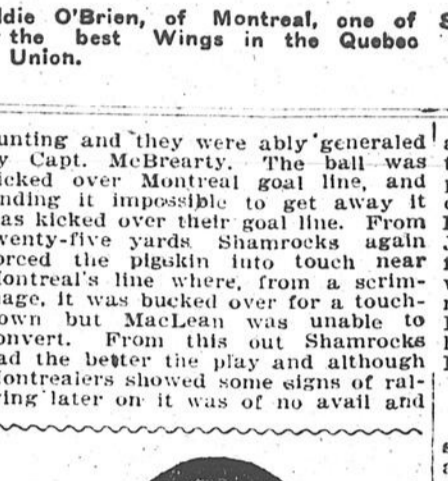 ddie O'Brien, of Montreal, one of
the best Wings in the Quebec
Union.
unting and they were ably generaled
y Capt. McBrearty. The ball was
icked over Montreal goal line, and
nding it impossible to get away it
as kicked over their goal line. From
wenty-five yards Shamrocks again
orced the pigskin into touch near
ontreal's line where, from a scrim-
age, it was bucked over for a touch-
own but MacLean was unable to
onvert. From this out Shamrocks
ad the better the play and although
ontrealers showed some signs of ral-
ying later on it was of no avail and